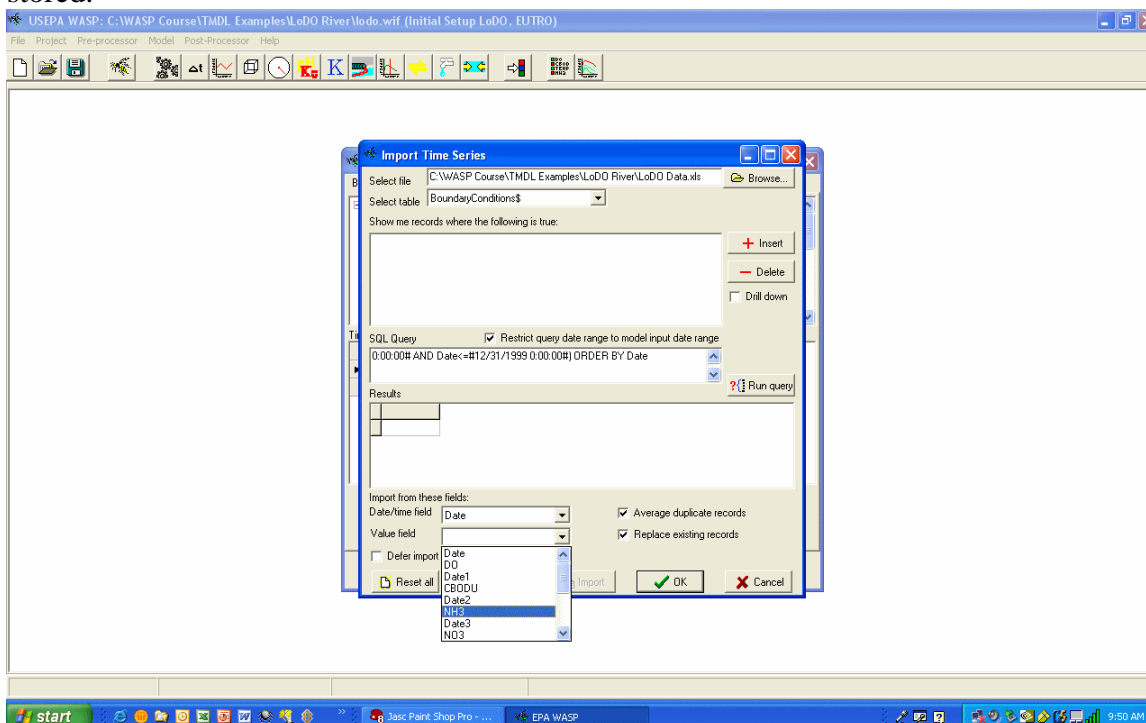 stored.
USEPA WASP: C:\WASP Course\TMDL Examples\LoDO River\lodo.wif (Initial Setup LoDO, EUTRO)
File Project Pre-processor Model Post-Processor Help
Import Time Series
Select file C:\WASP Course\TMDL Examples\LoDO River\LoDO Data.xls Browse...
Select table BoundaryConditions$
Show me records where the following is true:
Insert
Delete
Drill down
SQL Query Restrict query date range to model input date range
0:00:00# AND Date<=#12/31/1999 0:00:00#) ORDER BY Date
Run query
Results
Import from these fields:
Date/time field Date Average duplicate records
Value field Replace existing records
Defer import
Date
DO
Date1
CBODU
Date2
NH3
Date3
NO3
Reset all Import OK Cancel
start Jasc Paint Shop Pro - ... EPA WASP 9:50 AM